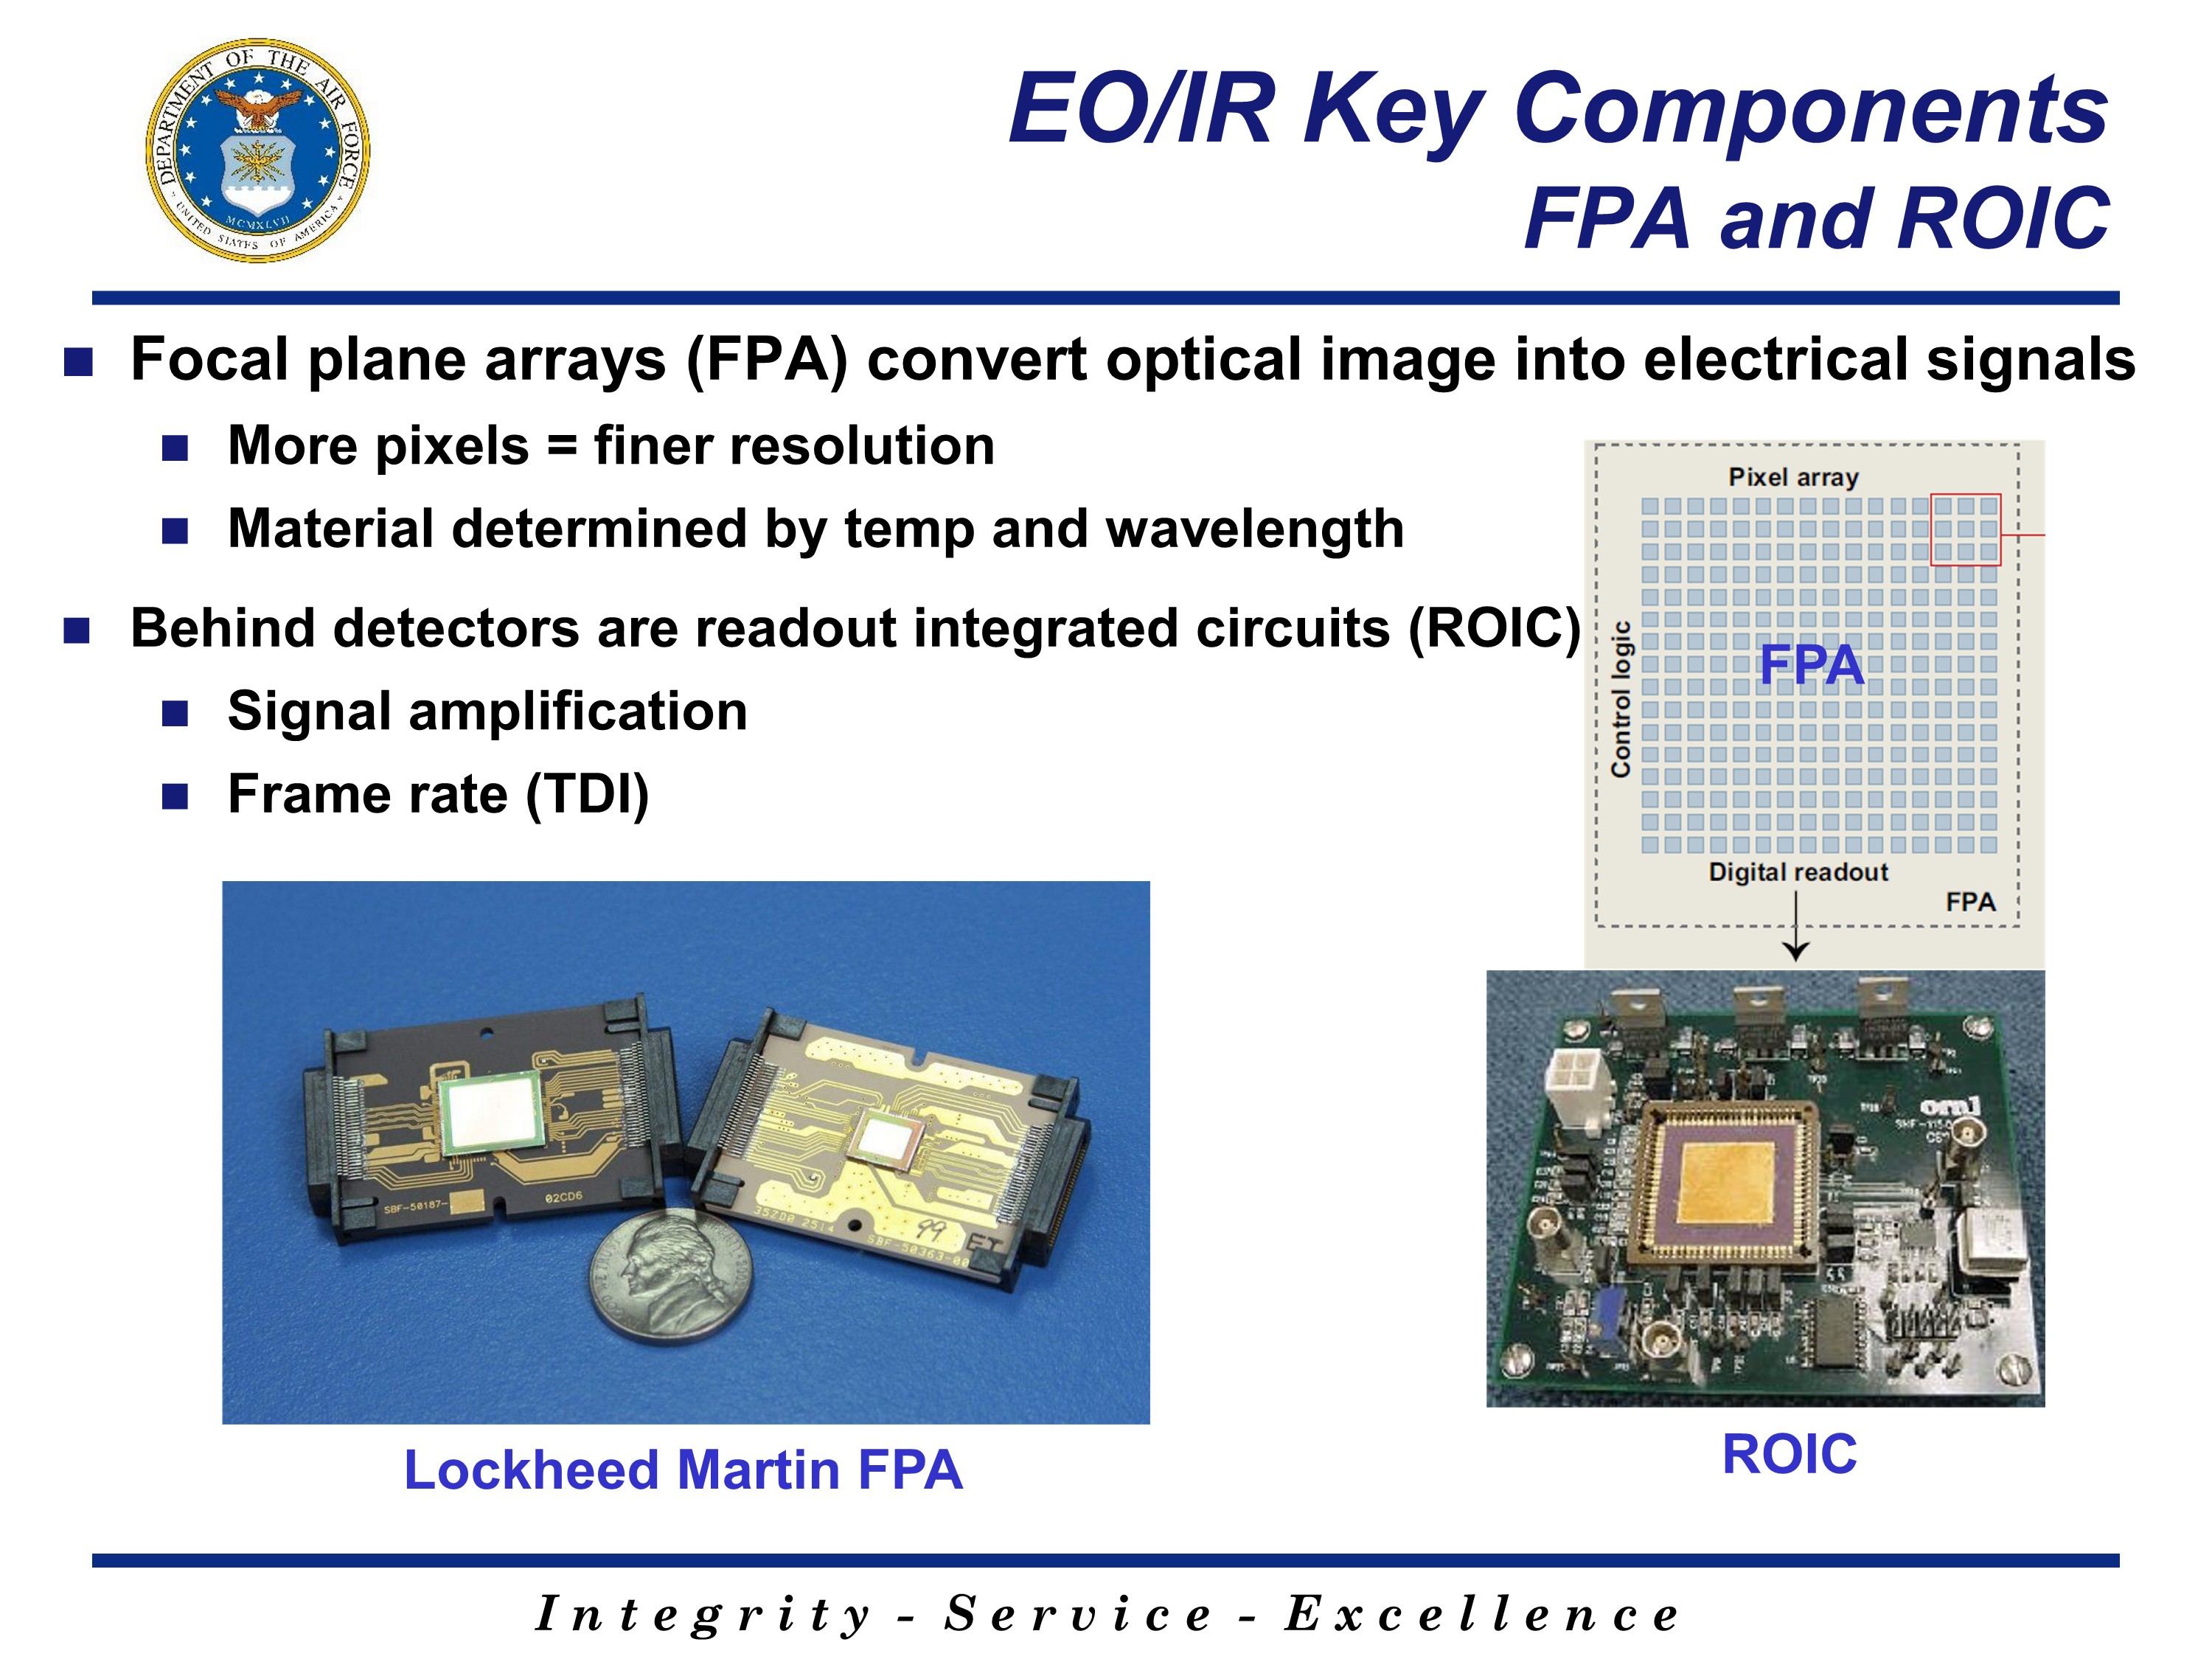 DEPARTMENT OF THE AIR FORCE
UNITED STATES OF AMERICA
MCMXLVII
EO/IR Key Components
FPA and ROIC
Focal plane arrays (FPA) convert optical image into electrical signals
More pixels = finer resolution
Material determined by temp and wavelength
Behind detectors are readout integrated circuits (ROIC)
Signal amplification
Frame rate (TDI)
Pixel array
Control logic
FPA
Digital readout
FPA
SBF-50187-
02CD6
99
ET
SBF-50363-00
Lockheed Martin FPA
ROIC
Integrity - Service - Excellence